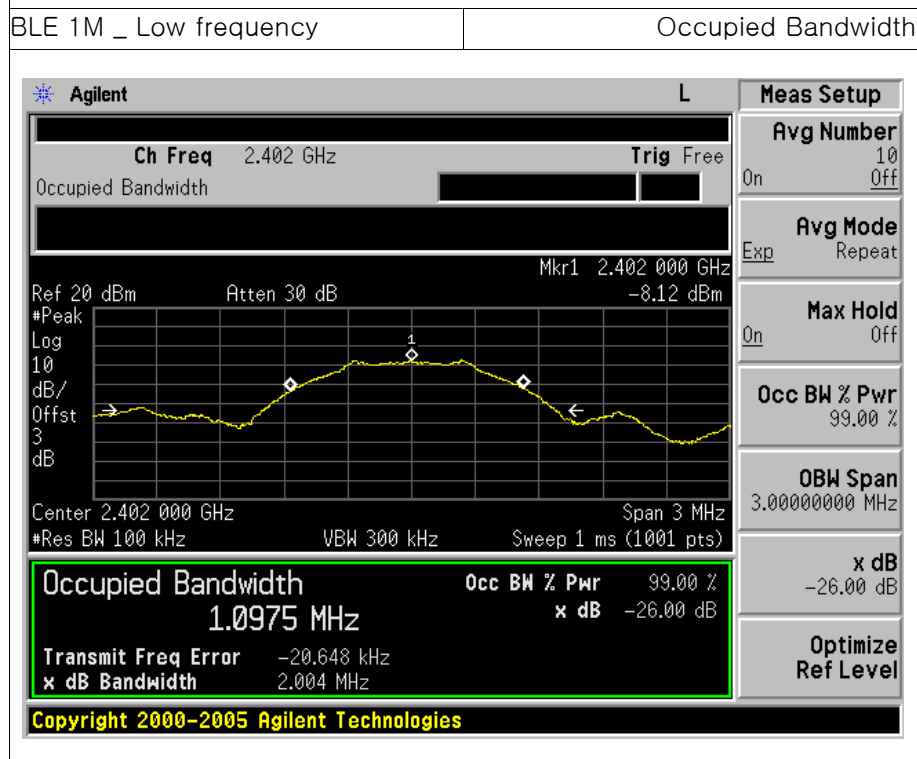 BLE 1M _ Low frequency Occupied Bandwidth
Agilent L
Ch Freq 2.402 GHz Trig Free
Occupied Bandwidth
Mkr1 2.402 000 GHz
Ref 20 dBm Atten 30 dB -8.12 dBm
#Peak
Log
10
dB/
Offst
3
dB
1
Center 2.402 000 GHz Span 3 MHz
#Res BW 100 kHz VBW 300 kHz Sweep 1 ms (1001 pts)
Occupied Bandwidth Occ BW % Pwr 99.00 %
1.0975 MHz x dB -26.00 dB
Transmit Freq Error -20.648 kHz
x dB Bandwidth 2.004 MHz
Copyright 2000-2005 Agilent Technologies
Meas Setup
Avg Number
10
On Off
Avg Mode
Exp Repeat
Max Hold
On Off
Occ BW % Pwr
99.00 %
OBW Span
3.00000000 MHz
x dB
-26.00 dB
Optimize
Ref Level